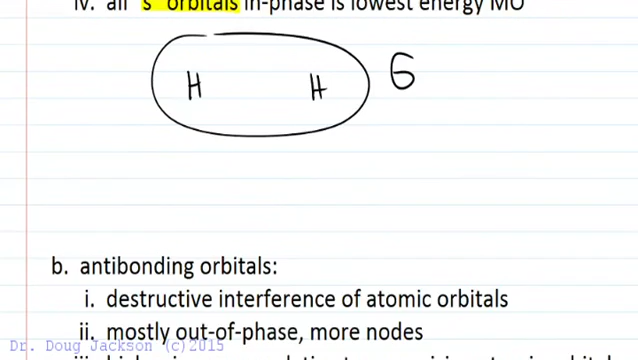 iv. all "s" orbitals in-phase is lowest energy MO
H H σ
b. antibonding orbitals:
i. destructive interference of atomic orbitals
ii. mostly out-of-phase, more nodes
Dr. Doug Jackson (c)2015